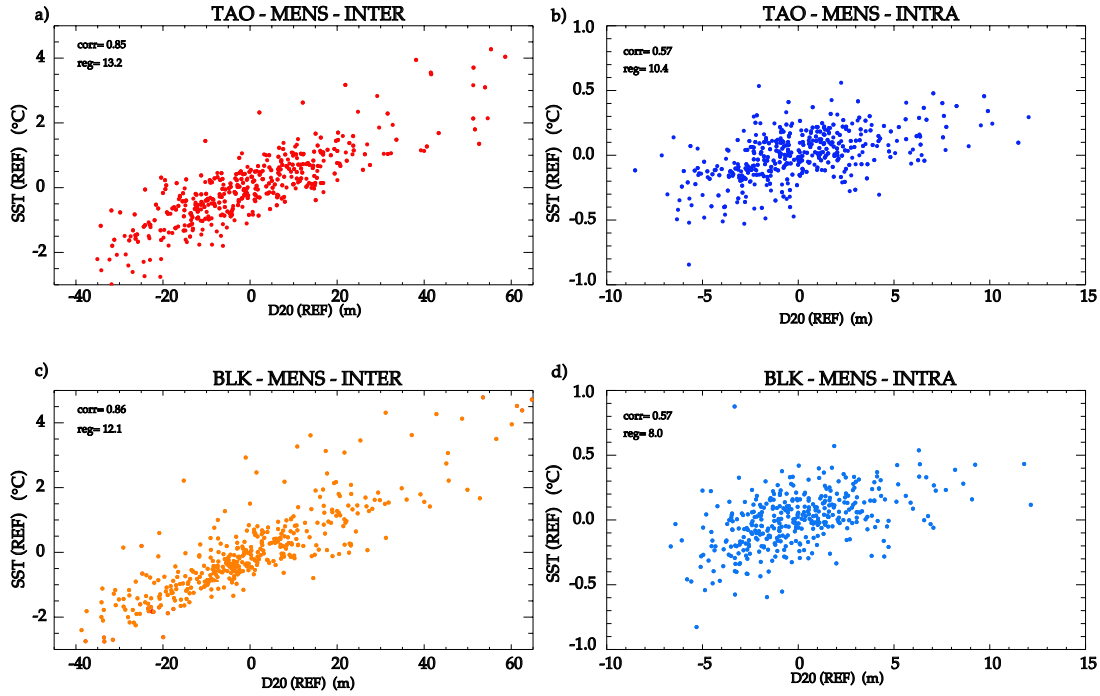 a)
TAO - MENS - INTER
corr= 0.85
reg= 13.2
SST (REF) (°C)
4
2
0
-2
-40
-20
0
20
40
60
D20 (REF) (m)
b)
TAO - MENS - INTRA
corr= 0.57
reg= 10.4
SST (REF) (°C)
1.0
0.5
0.0
-0.5
-1.0
-10
-5
0
5
10
15
D20 (REF) (m)
c)
BLK - MENS - INTER
corr= 0.86
reg= 12.1
SST (REF) (°C)
4
2
0
-2
-40
-20
0
20
40
60
D20 (REF) (m)
d)
BLK - MENS - INTRA
corr= 0.57
reg= 8.0
SST (REF) (°C)
1.0
0.5
0.0
-0.5
-1.0
-10
-5
0
5
10
15
D20 (REF) (m)